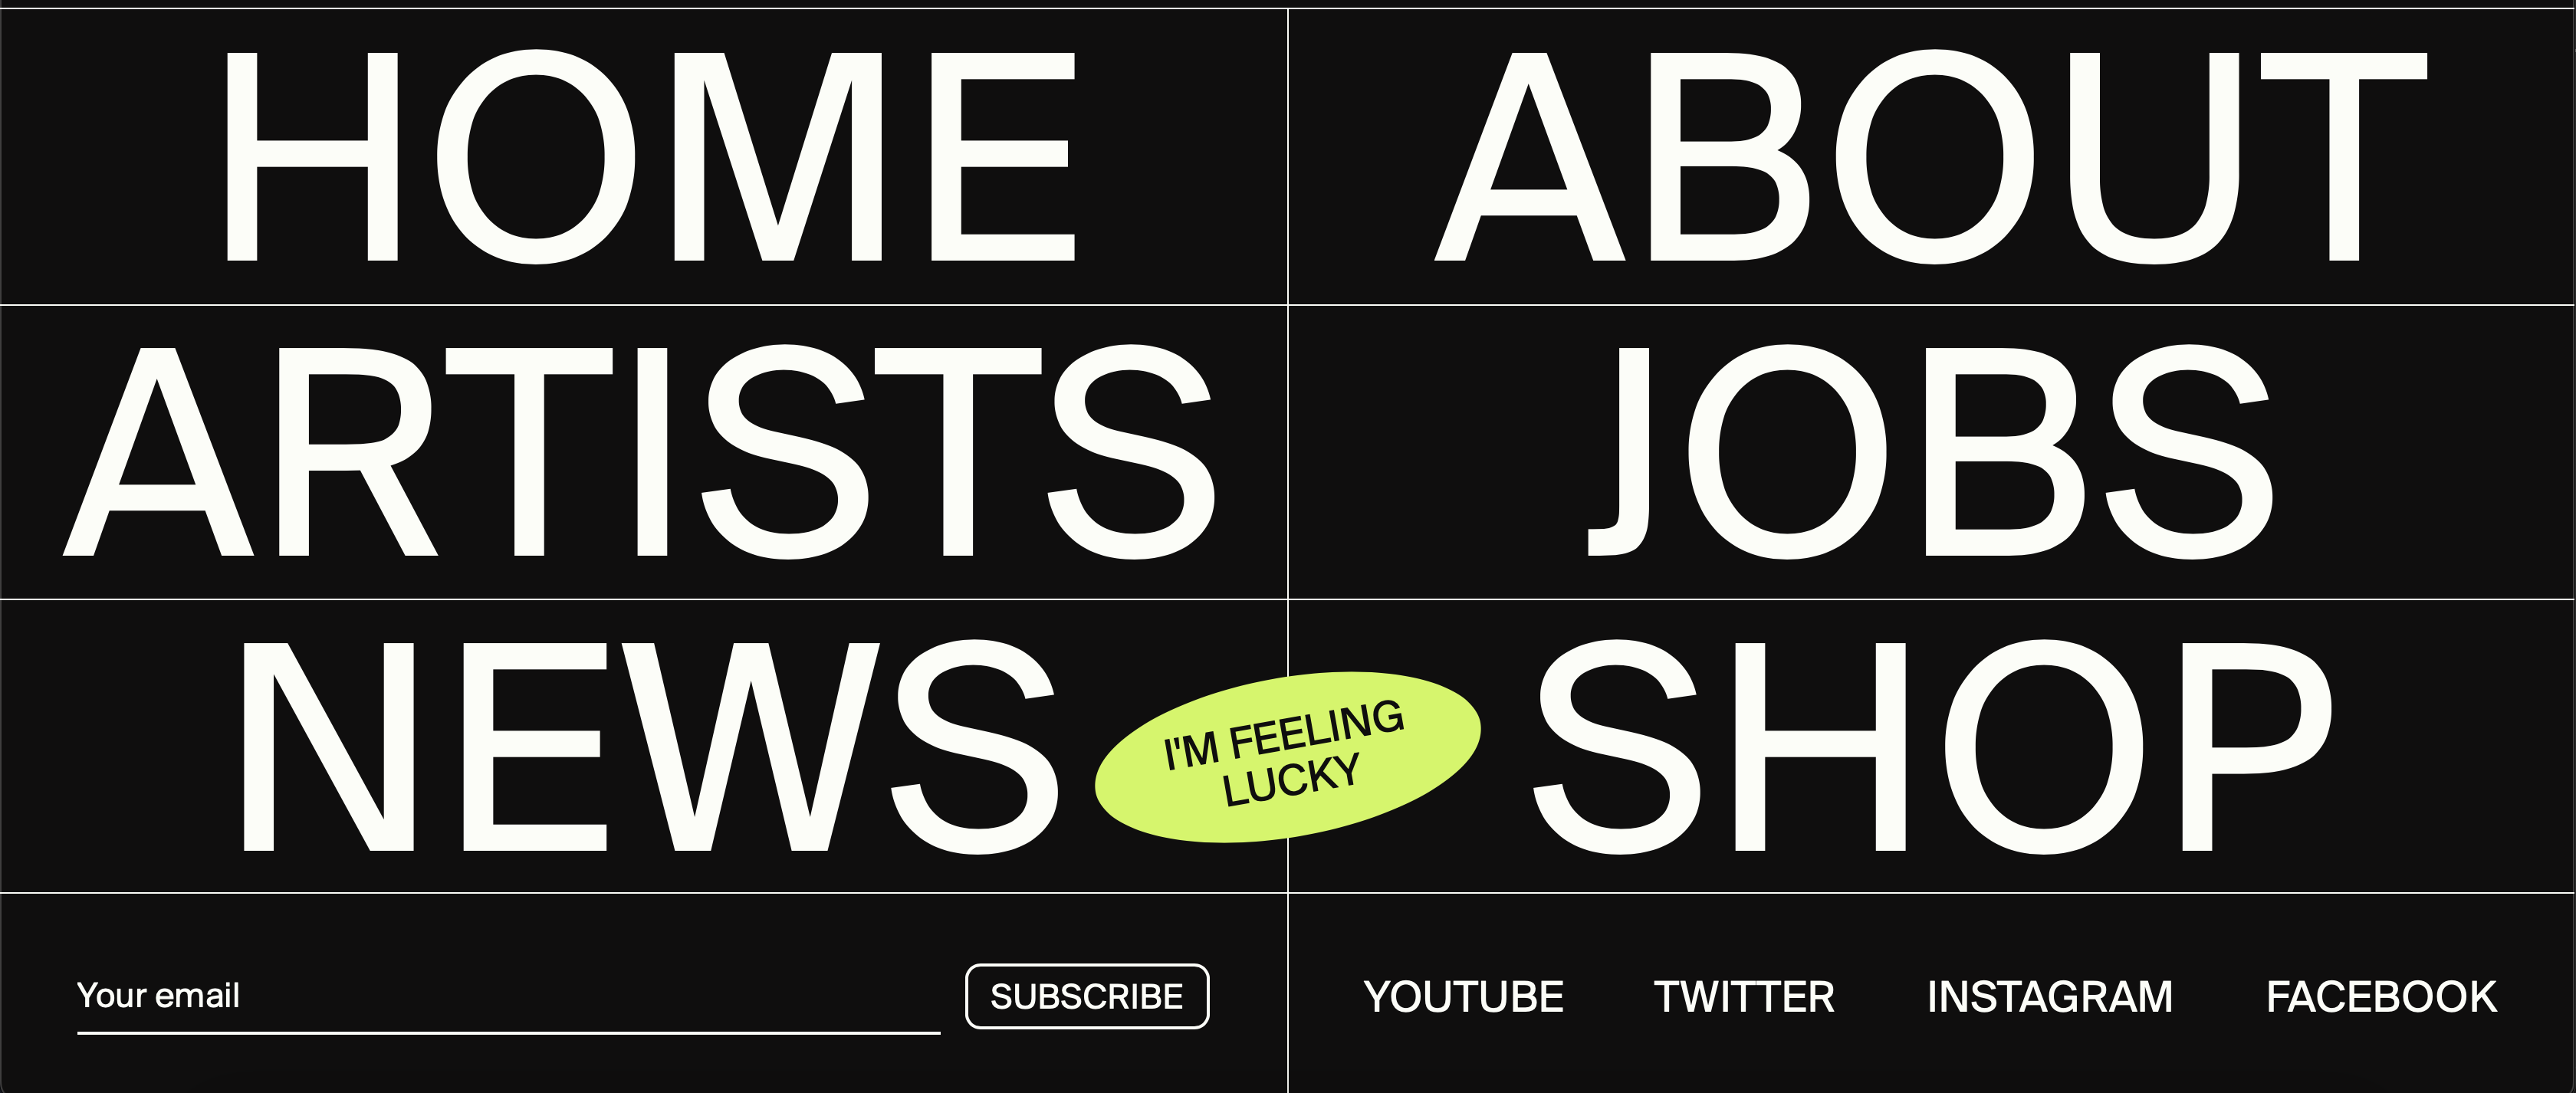 HOME
ABOUT
ARTISTS
JOBS
NEWS
I'M FEELING
LUCKY
SHOP
Your email
SUBSCRIBE
YOUTUBE
TWITTER
INSTAGRAM
FACEBOOK